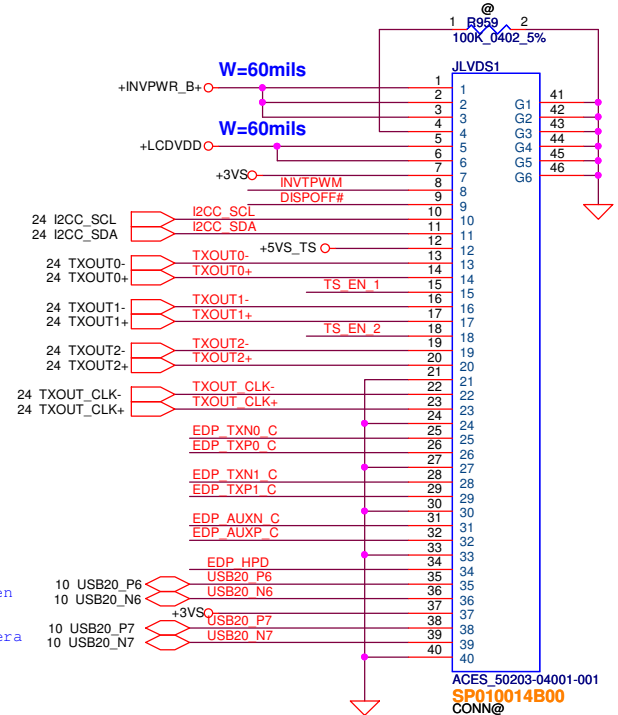 @
1 R959 2
100K_0402_5%
JLVDS1
W=60mils
+INVPWR_B+
W=60mils
+LCDVDD
+3VS
INVTPWM
DISPOFF#
24 I2CC_SCL I2CC_SCL
24 I2CC_SDA I2CC_SDA
+5VS_TS
24 TXOUT0- TXOUT0-
24 TXOUT0+ TXOUT0+
TS_EN_1
24 TXOUT1- TXOUT1-
24 TXOUT1+ TXOUT1+
TS_EN_2
24 TXOUT2- TXOUT2-
24 TXOUT2+ TXOUT2+
24 TXOUT_CLK- TXOUT_CLK-
24 TXOUT_CLK+ TXOUT_CLK+
EDP_TXN0_C
EDP_TXP0_C
EDP_TXN1_C
EDP_TXP1_C
EDP_AUXN_C
EDP_AUXP_C
EDP_HPD
10 USB20_P6 USB20_P6
en 10 USB20_N6 USB20_N6
+3VS
10 USB20_P7 USB20_P7
era 10 USB20_N7 USB20_N7
1 1
2 2
3 3
4 4
5 5
6 6
7 7
8 8
9 9
10 10
11 11
12 12
13 13
14 14
15 15
16 16
17 17
18 18
19 19
20 20
21 21
22 22
23 23
24 24
25 25
26 26
27 27
28 28
29 29
30 30
31 31
32 32
33 33
34 34
35 35
36 36
37 37
38 38
39 39
40 40
G1 41
G2 42
G3 43
G4 44
G5 45
G6 46
ACES_50203-04001-001
SP010014B00
CONN@